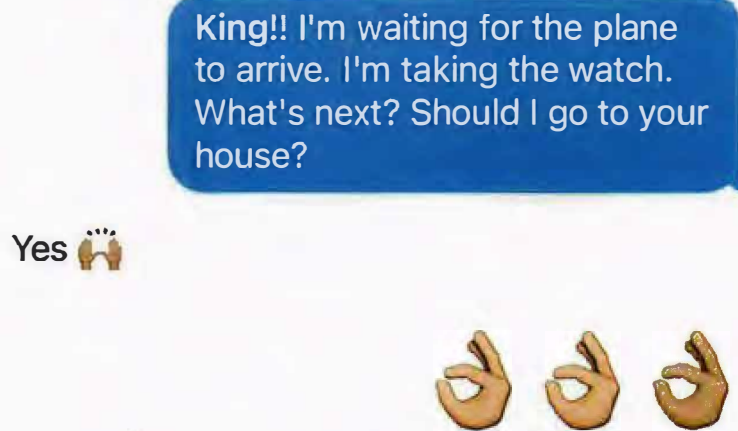 King!! I'm waiting for the plane
to arrive. I'm taking the watch.
What's next? Should I go to your
house?
Yes 🙌🏽
👌🏼👌🏼👌🏽